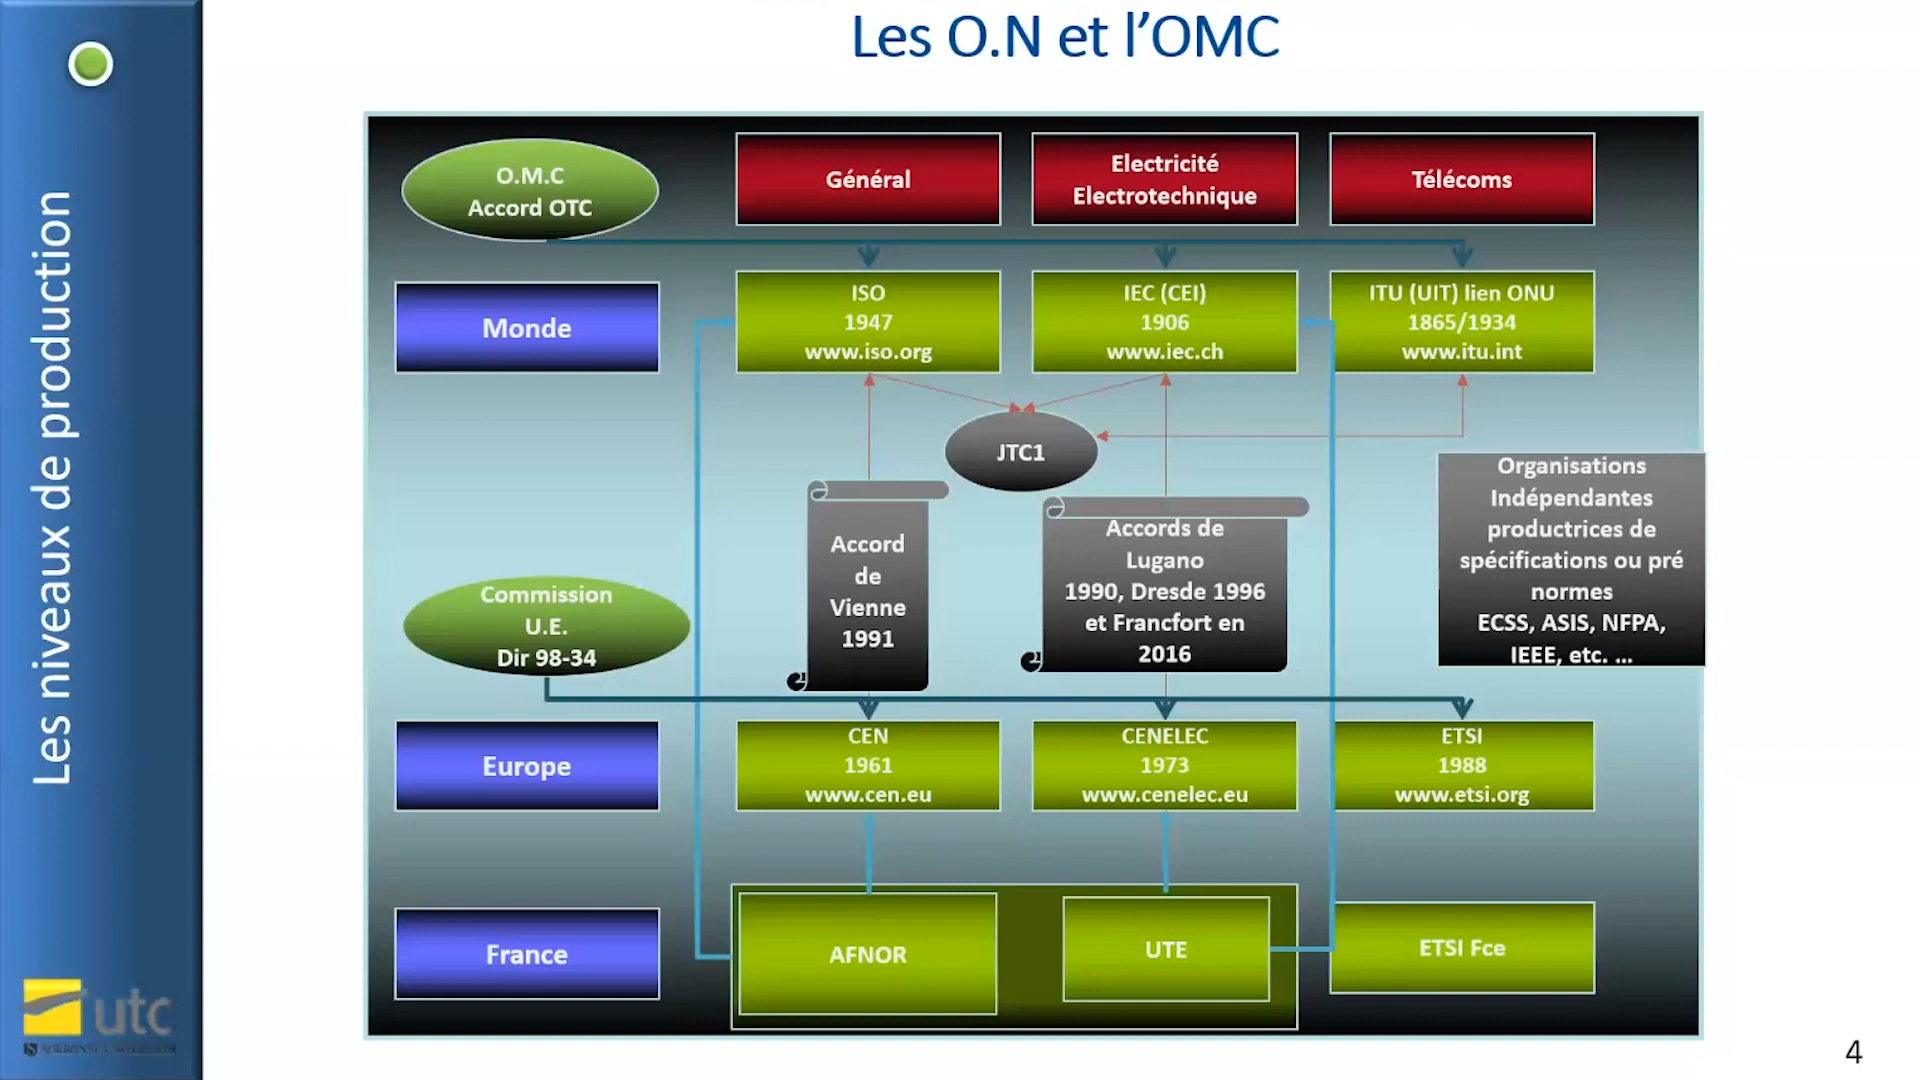 Les O.N et l’OMC
Les niveaux de production
O.M.C
Accord OTC
Général
Electricité
Electrotechnique
Télécoms
Monde
ISO
1947
www.iso.org
IEC (CEI)
1906
www.iec.ch
ITU (UIT) lien ONU
1865/1934
www.itu.int
JTC1
Accord
de
Vienne
1991
Accords de
Lugano
1990, Dresde 1996
et Francfort en
2016
Organisations
Indépendantes
productrices de
spécifications ou pré
normes
ECSS, ASIS, NFPA,
IEEE, etc. ...
Commission
U.E.
Dir 98-34
Europe
CEN
1961
www.cen.eu
CENELEC
1973
www.cenelec.eu
ETSI
1988
www.etsi.org
France
AFNOR
UTE
ETSI Fce
utc
4